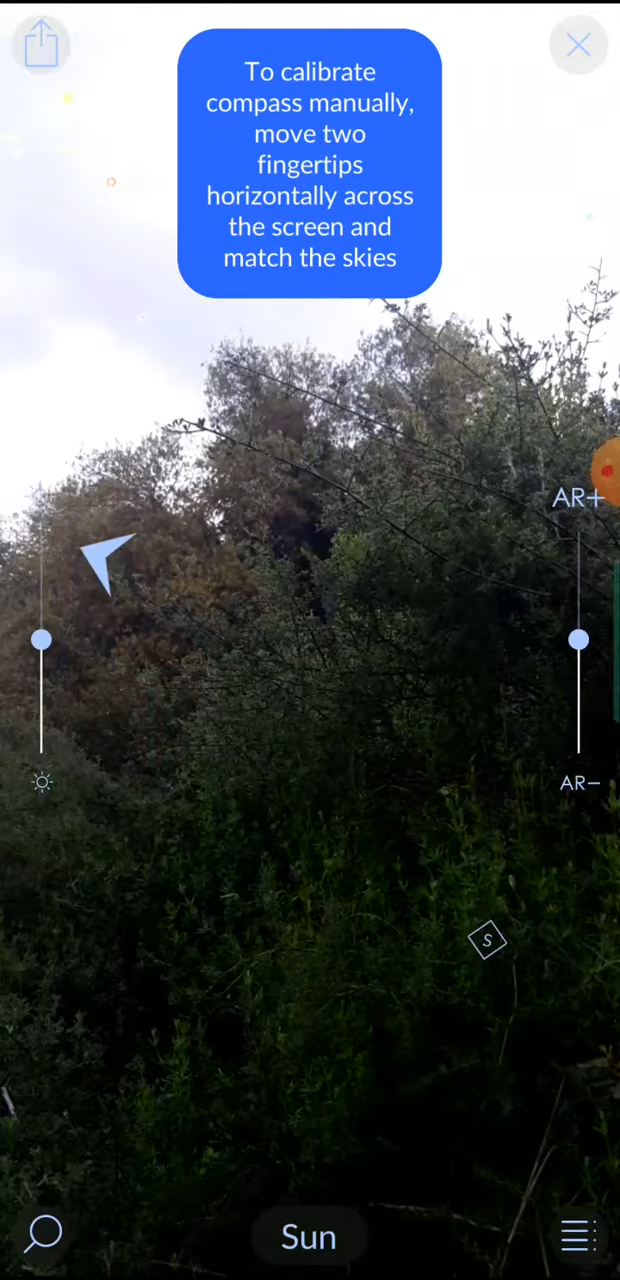 To calibrate
compass manually,
move two
fingertips
horizontally across
the screen and
match the skies
AR+
AR−
S
Sun